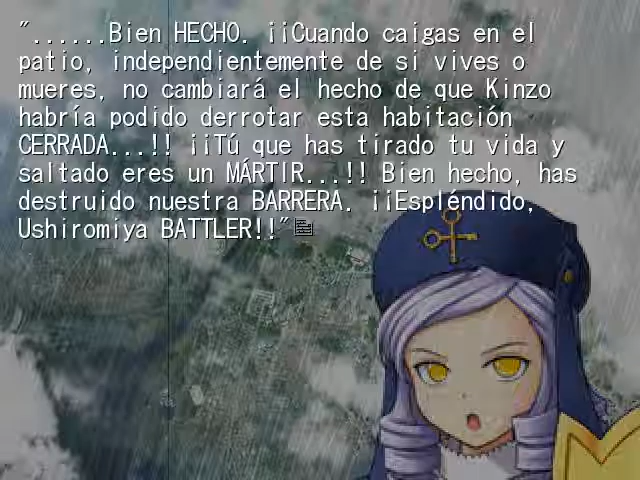 "......Bien HECHO. ¡¡Cuando caigas en el
patio, independientemente de si vives o
mueres, no cambiará el hecho de que Kinzo
habría podido derrotar esta habitación
CERRADA...!! ¡¡Tú que has tirado tu vida y
saltado eres un MÁRTIR...!! Bien hecho, has
destruido nuestra BARRERA. ¡¡Espléndido,
Ushiromiya BATTLER!!"